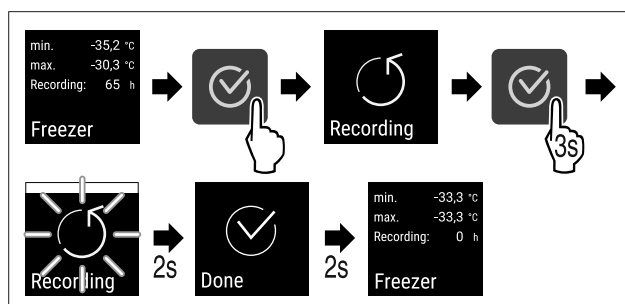 min. -35,2 °C
max. -30,3 °C
Recording: 65 h
Freezer
Recording
3s
Recording
2s
Done
2s
min. -33,3 °C
max. -33,3 °C
Recording: 0 h
Freezer